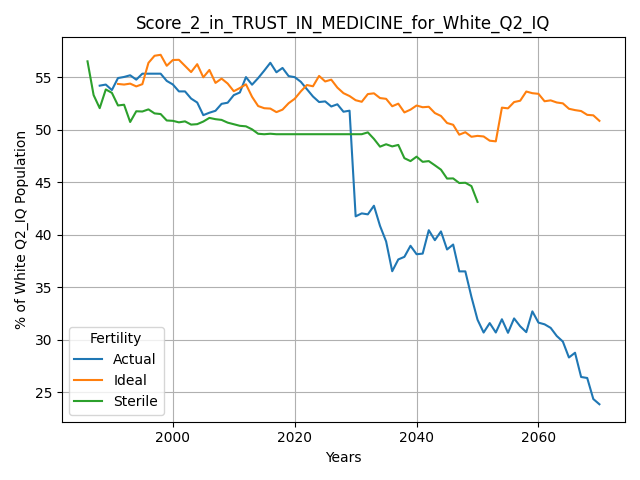 Score_2_in_TRUST_IN_MEDICINE_for_White_Q2_IQ
% of White Q2_IQ Population
55
50
45
40
35
30
25
Fertility
Actual
Ideal
Sterile
2000 2020 2040 2060
Years